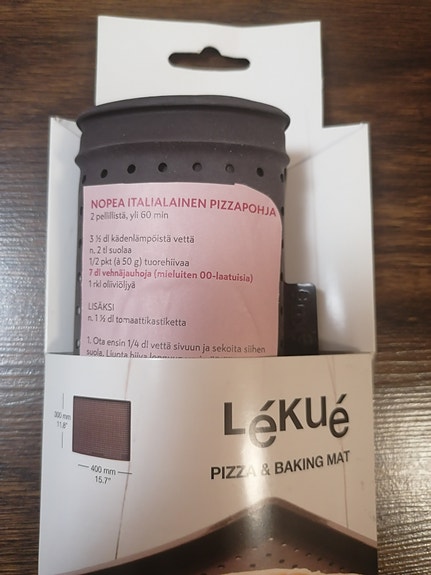 NOPEA ITALIALAINEN PIZZAPOHJA
2 pellillistä, yli 60 min
3 ½ dl kädenlämpöistä vettä
n. 2 tl suolaa
1/2 pkt (à 50 g) tuorehiivaa
7 dl vehnäjauhoja (mieluiten 00-laatuisia)
1 rkl oliiviöljyä
LISÄKSI
n. 1 ½ dl tomaattikastiketta
1. Ota ensin 1/4 dl vettä sivuun ja sekoita siihen
suola. Liuota hiiva
LéKué
PIZZA & BAKING MAT
300 mm
11.8"
400 mm
15.7"